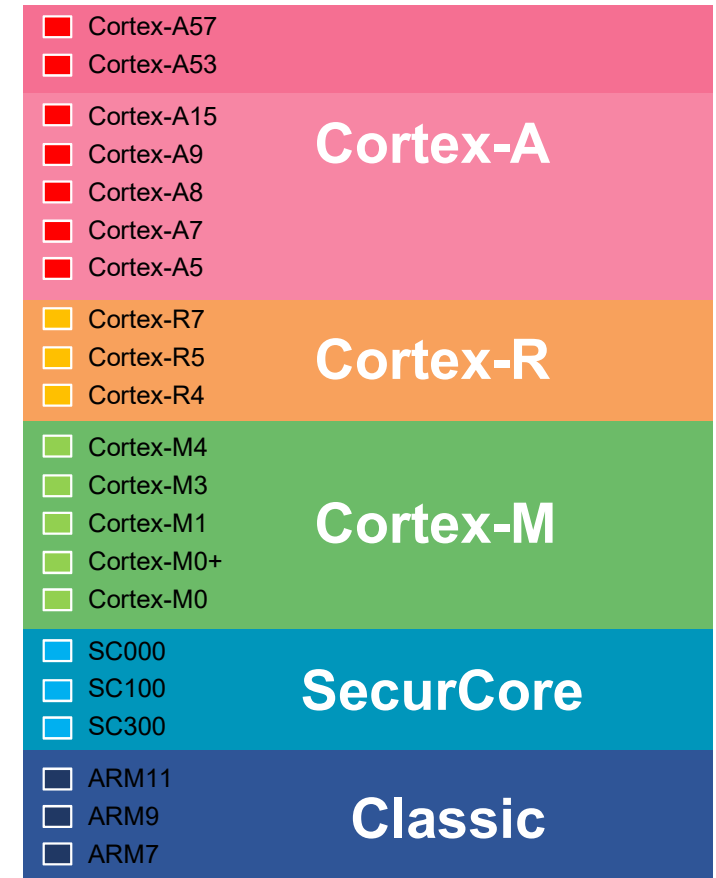 Cortex-A57
Cortex-A53
Cortex-A15
Cortex-A9
Cortex-A8
Cortex-A7
Cortex-A5
Cortex-A
Cortex-R7
Cortex-R5
Cortex-R4
Cortex-R
Cortex-M4
Cortex-M3
Cortex-M1
Cortex-M0+
Cortex-M0
Cortex-M
SC000
SC100
SC300
SecurCore
ARM11
ARM9
ARM7
Classic